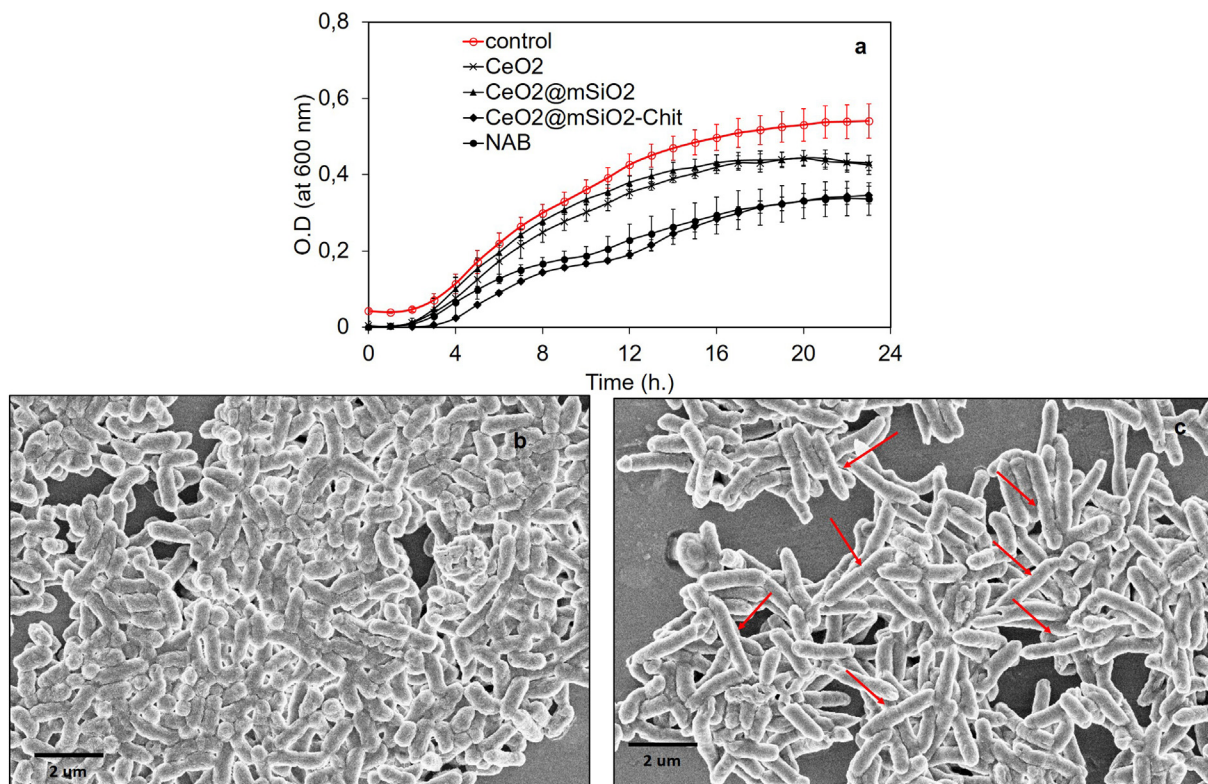 0,8
0,6
0,4
0,2
0
O.D (at 600 nm)
control
CeO2
CeO2@mSiO2
CeO2@mSiO2-Chit
NAB
a
0 4 8 12 16 20 24
Time (h.)
b
2 um
c
2 um